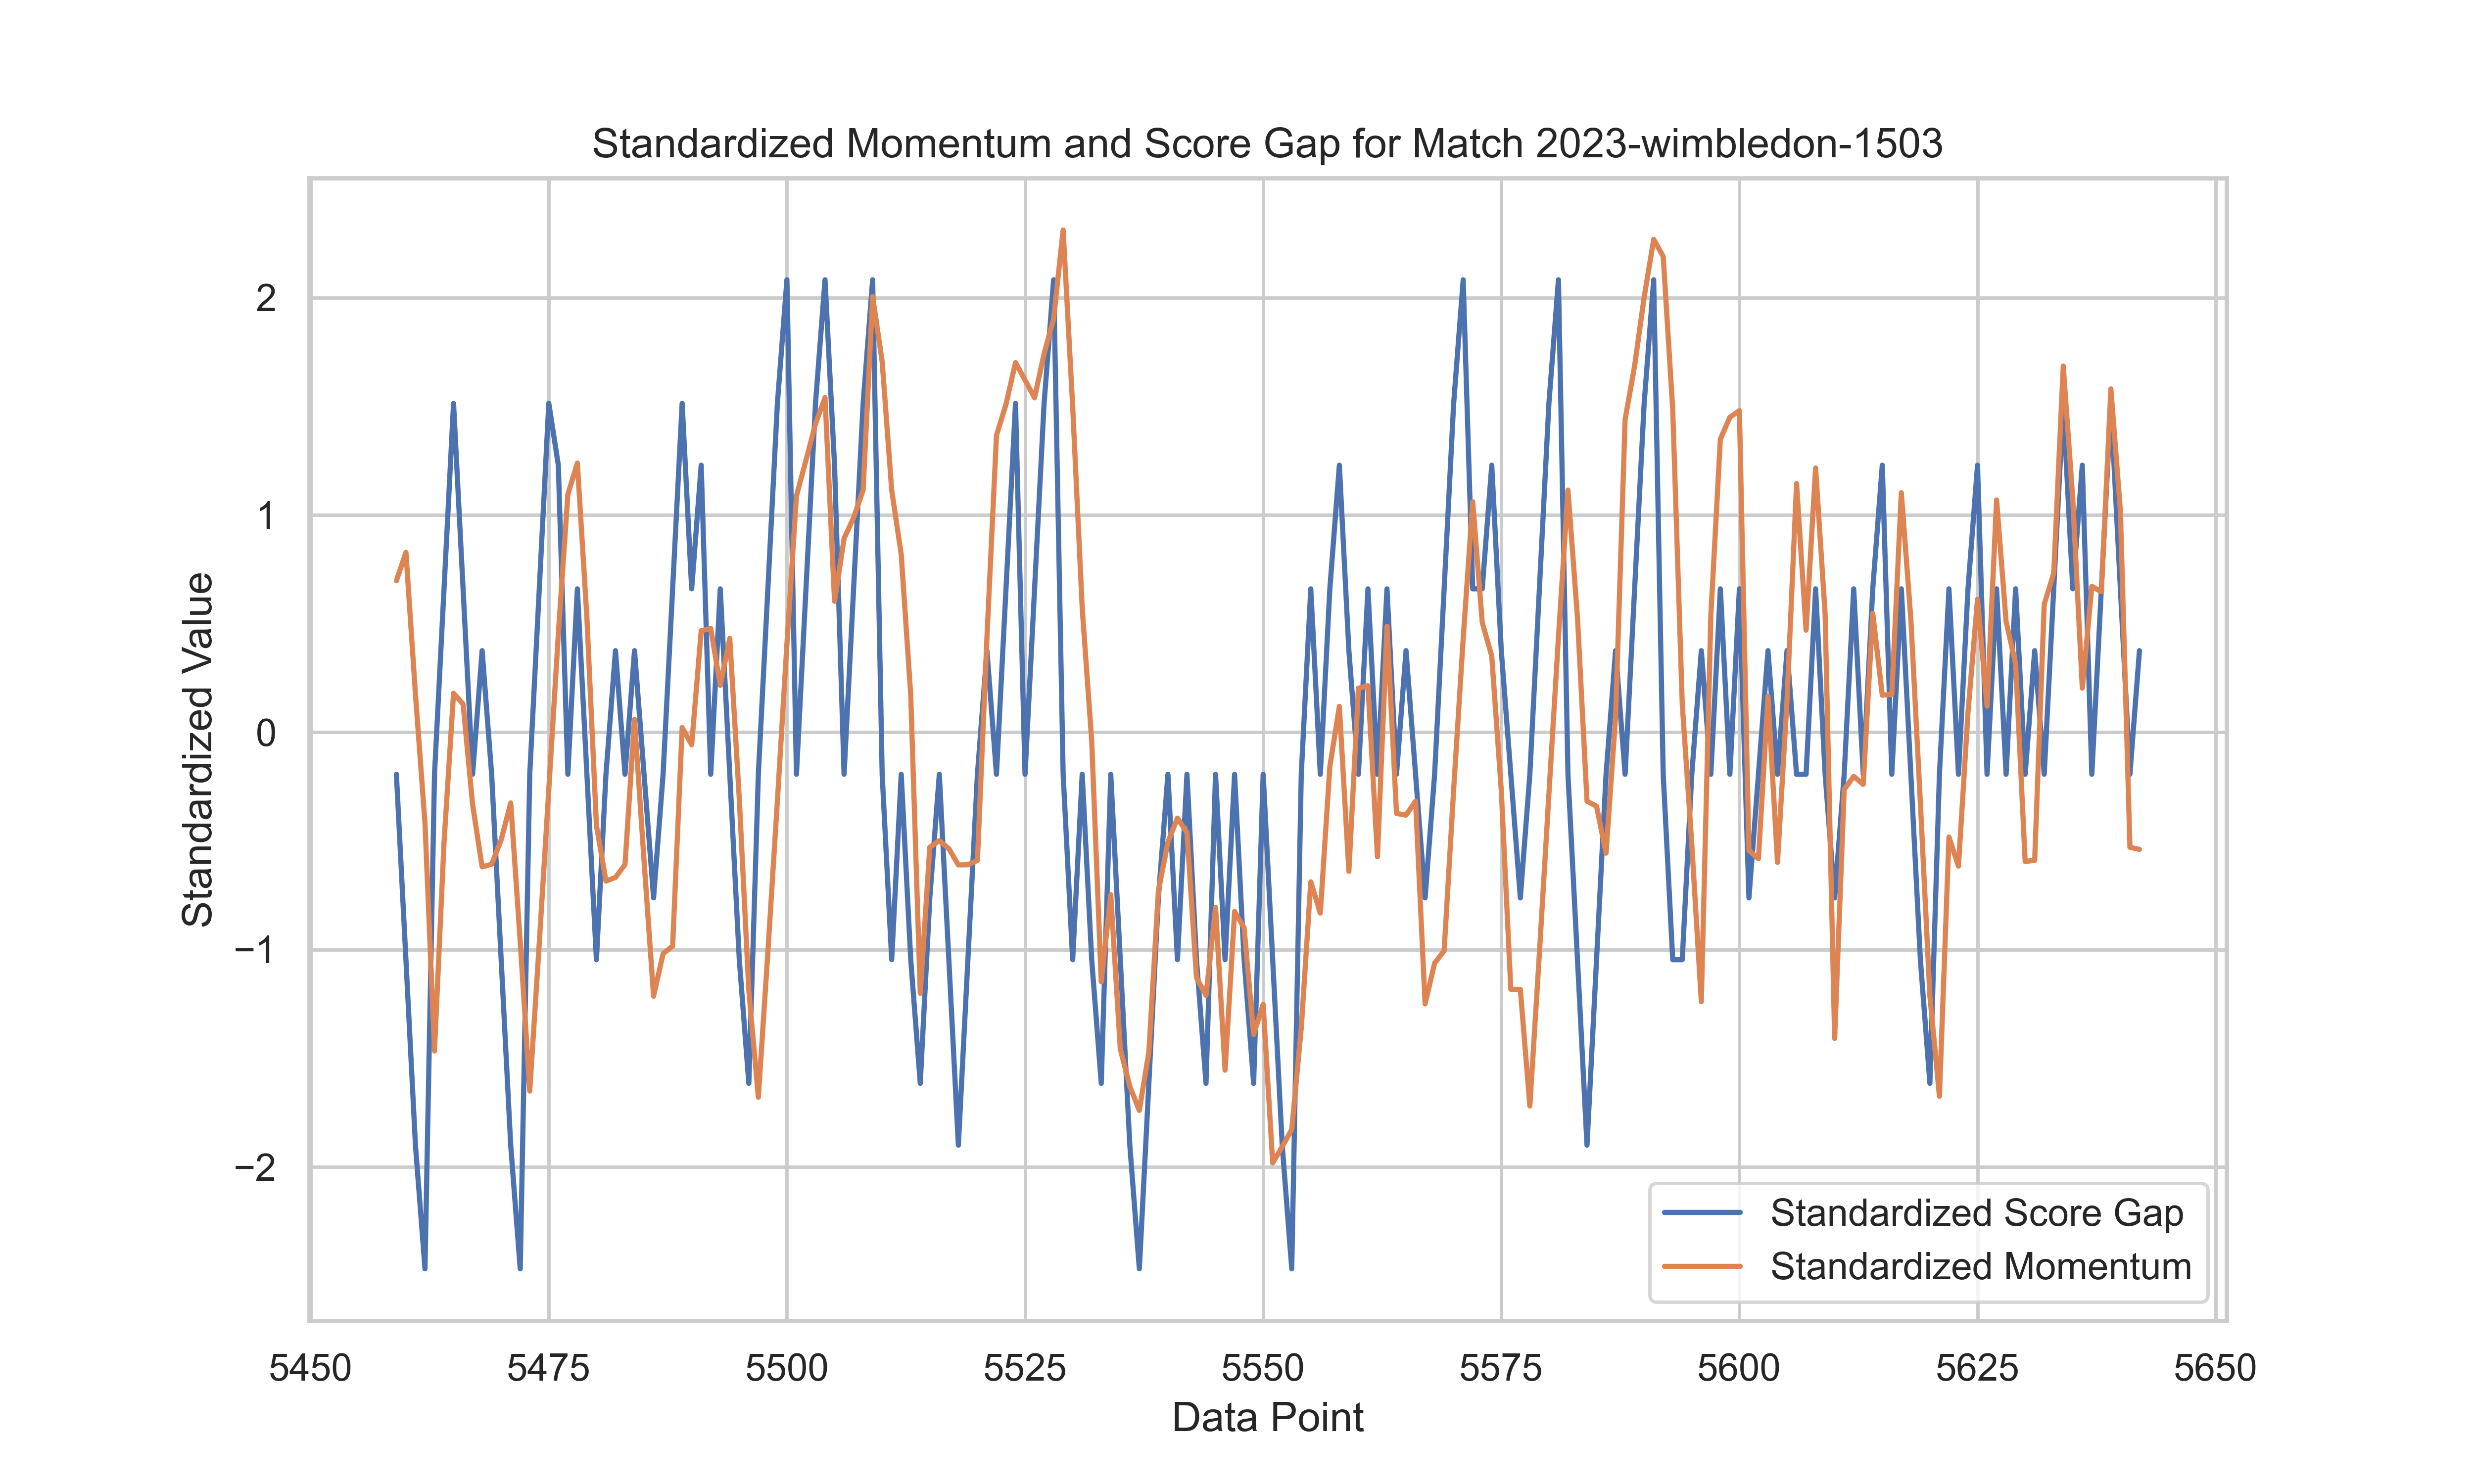 Standardized Momentum and Score Gap for Match 2023-wimbledon-1503
Standardized Value
2
1
0
−1
−2
Standardized Score Gap
Standardized Momentum
5450 5475 5500 5525 5550 5575 5600 5625 5650
Data Point